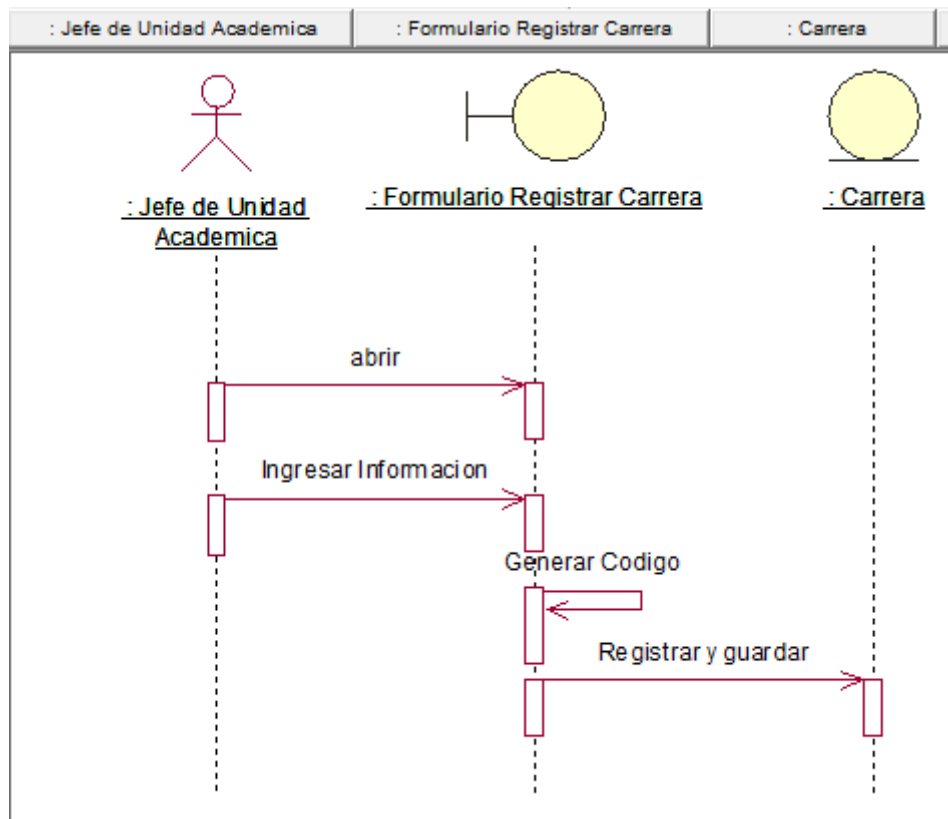 : Jefe de Unidad Academica
: Formulario Registrar Carrera
: Carrera
: Jefe de Unidad
Academica
: Formulario Registrar Carrera
: Carrera
abrir
Ingresar Informacion
Generar Codigo
Registrar y guardar